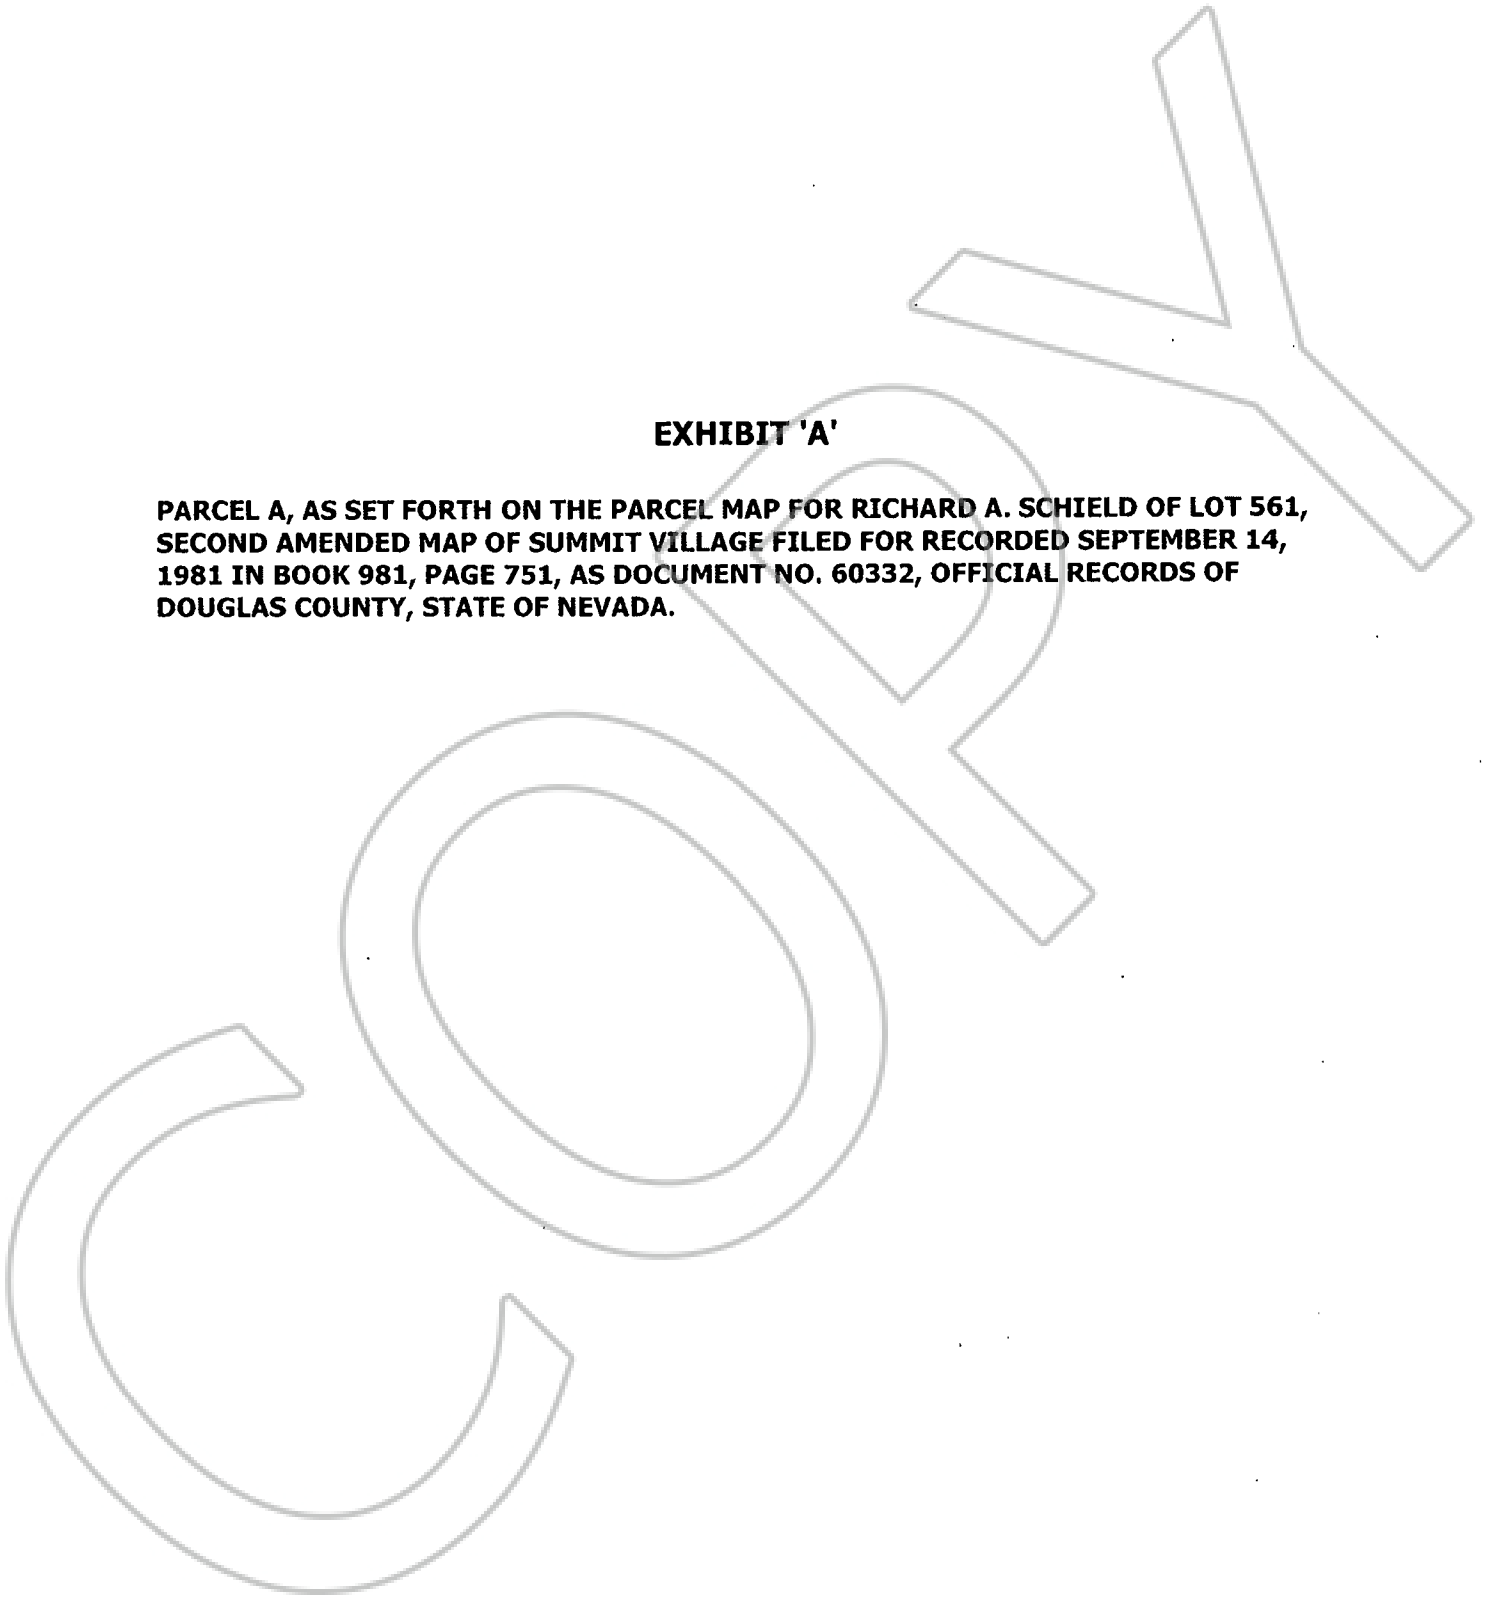 EXHIBIT 'A'
PARCEL A, AS SET FORTH ON THE PARCEL MAP FOR RICHARD A. SCHIELD OF LOT 561,
SECOND AMENDED MAP OF SUMMIT VILLAGE FILED FOR RECORDED SEPTEMBER 14,
1981 IN BOOK 981, PAGE 751, AS DOCUMENT NO. 60332, OFFICIAL RECORDS OF
DOUGLAS COUNTY, STATE OF NEVADA.
COPY